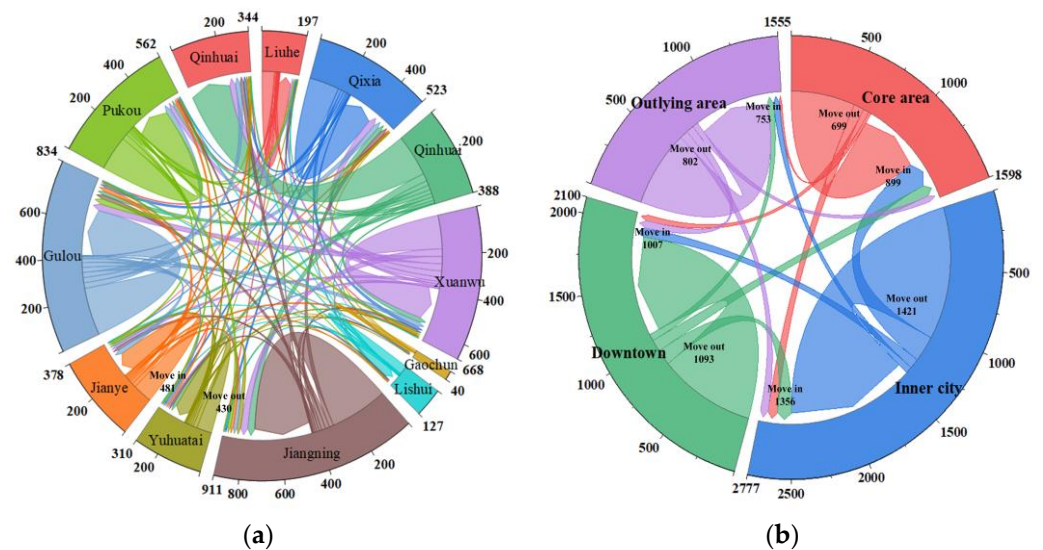 344
197
200
Qinhuai
Liuhe
200
562
400
Qixia
400
Pukou
523
200
Qinhuai
200
834
388
600
200
Gulou
400
Xuanwu
400
200
600
378
Gaochun
668
Jianye
Move in
481
Lishui
40
200
Move out
430
127
310
Yuhuatai
Jiangning
200
200
911
800
600
400
(a)
1555
500
1000
1000
Outlying area
Move in
753
Move out
699
Core area
500
Move out
802
899
1598
2100
2000
Move in
1007
500
1500
Move out
1421
Downtown
Move out
1093
1000
Move in
1356
Inner city
1000
1500
500
2000
2777
2500
(b)